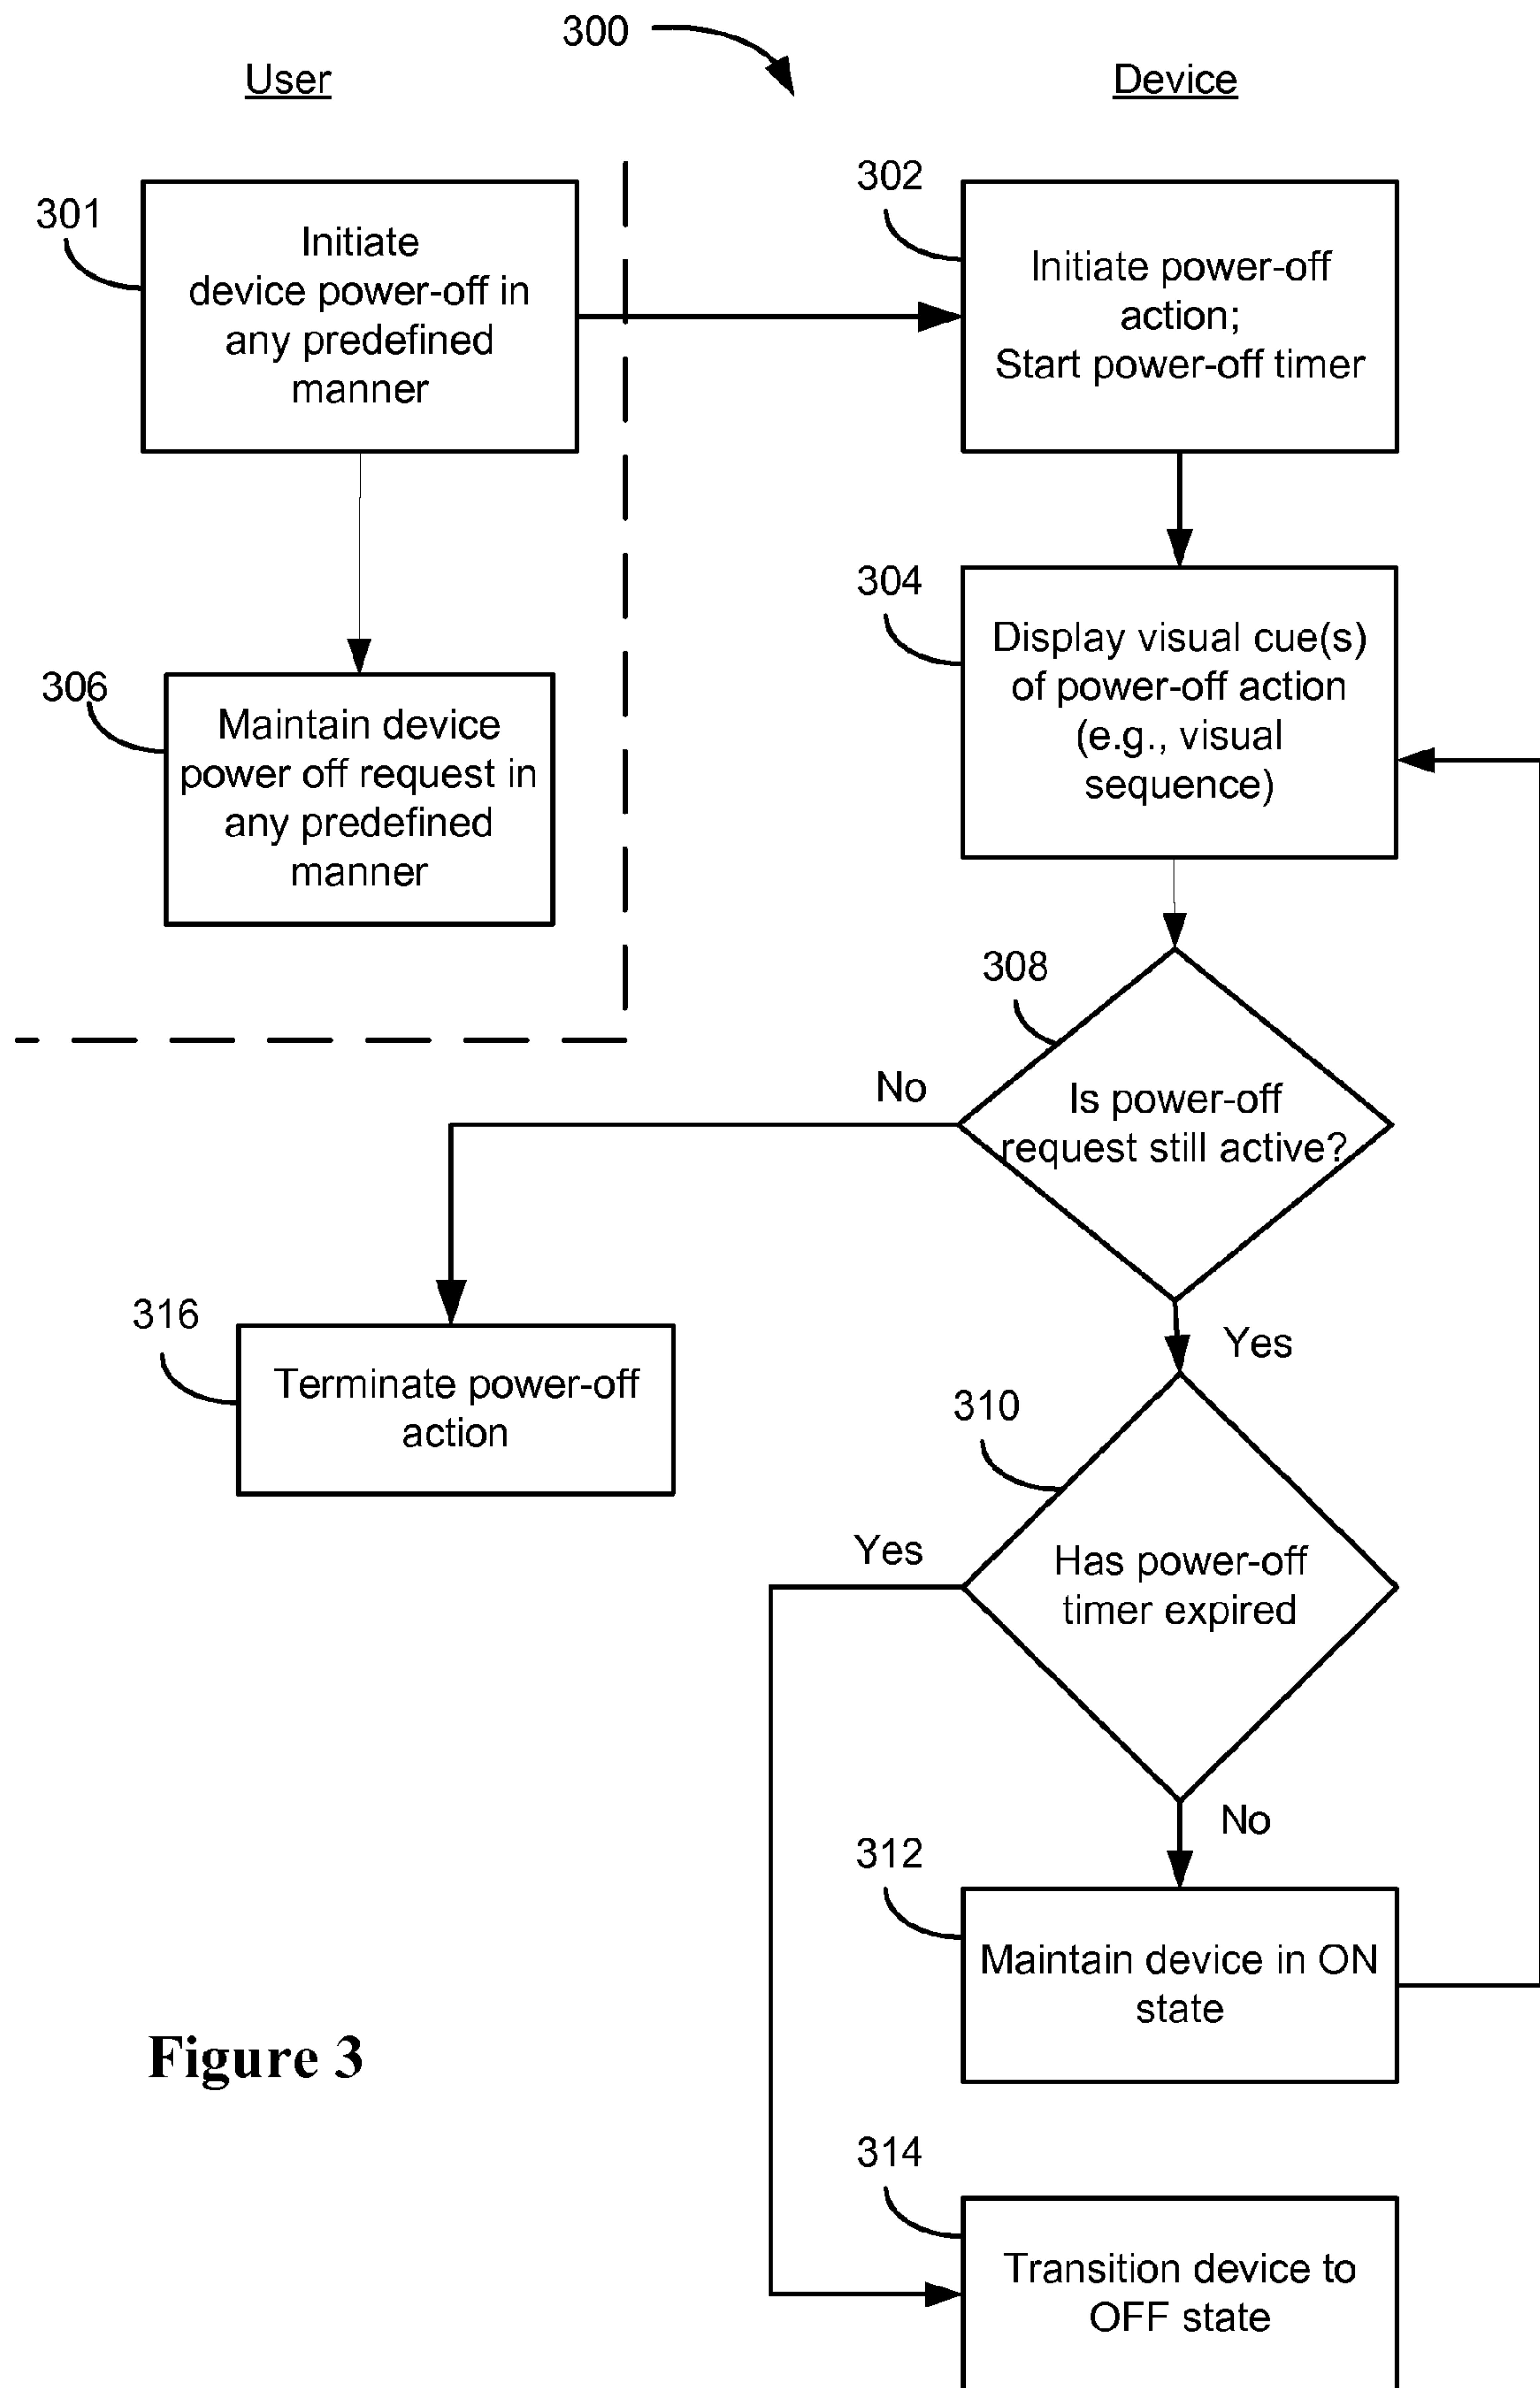 300
User
Device
301
Initiate
device power-off in
any predefined
manner
302
Initiate power-off
action;
Start power-off timer
304
Display visual cue(s)
of power-off action
(e.g., visual
sequence)
306
Maintain device
power off request in
any predefined
manner
308
Is power-off
request still active?
No
Yes
316
Terminate power-off
action
310
Has power-off
timer expired
Yes
No
312
Maintain device in ON
state
314
Transition device to
OFF state
Figure 3